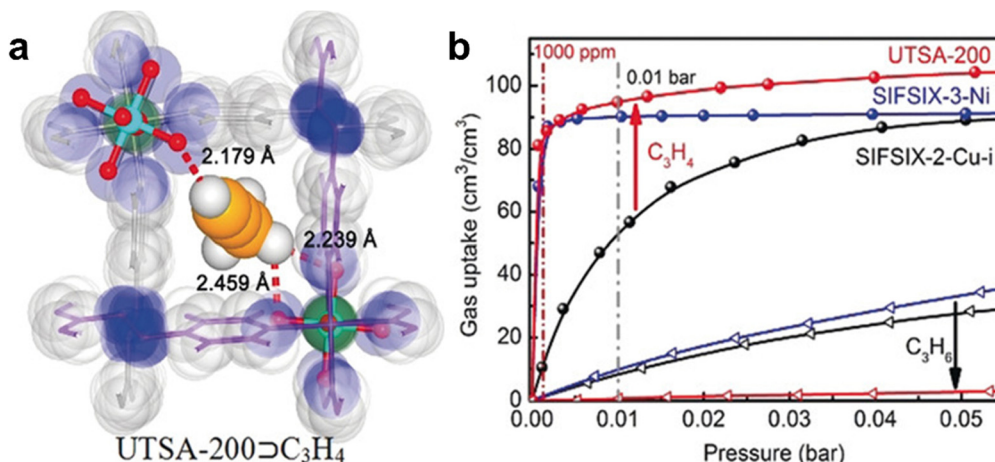 a
2.179 Å
2.239 Å
2.459 Å
UTSA-200⊃C₃H₄
b
1000 ppm
0.01 bar
UTSA-200
SIFSIX-3-Ni
SIFSIX-2-Cu-i
C₃H₄
C₃H₆
Gas uptake (cm³/cm³)
100
80
60
40
20
0
0.00
0.01
0.02
0.03
0.04
0.05
Pressure (bar)